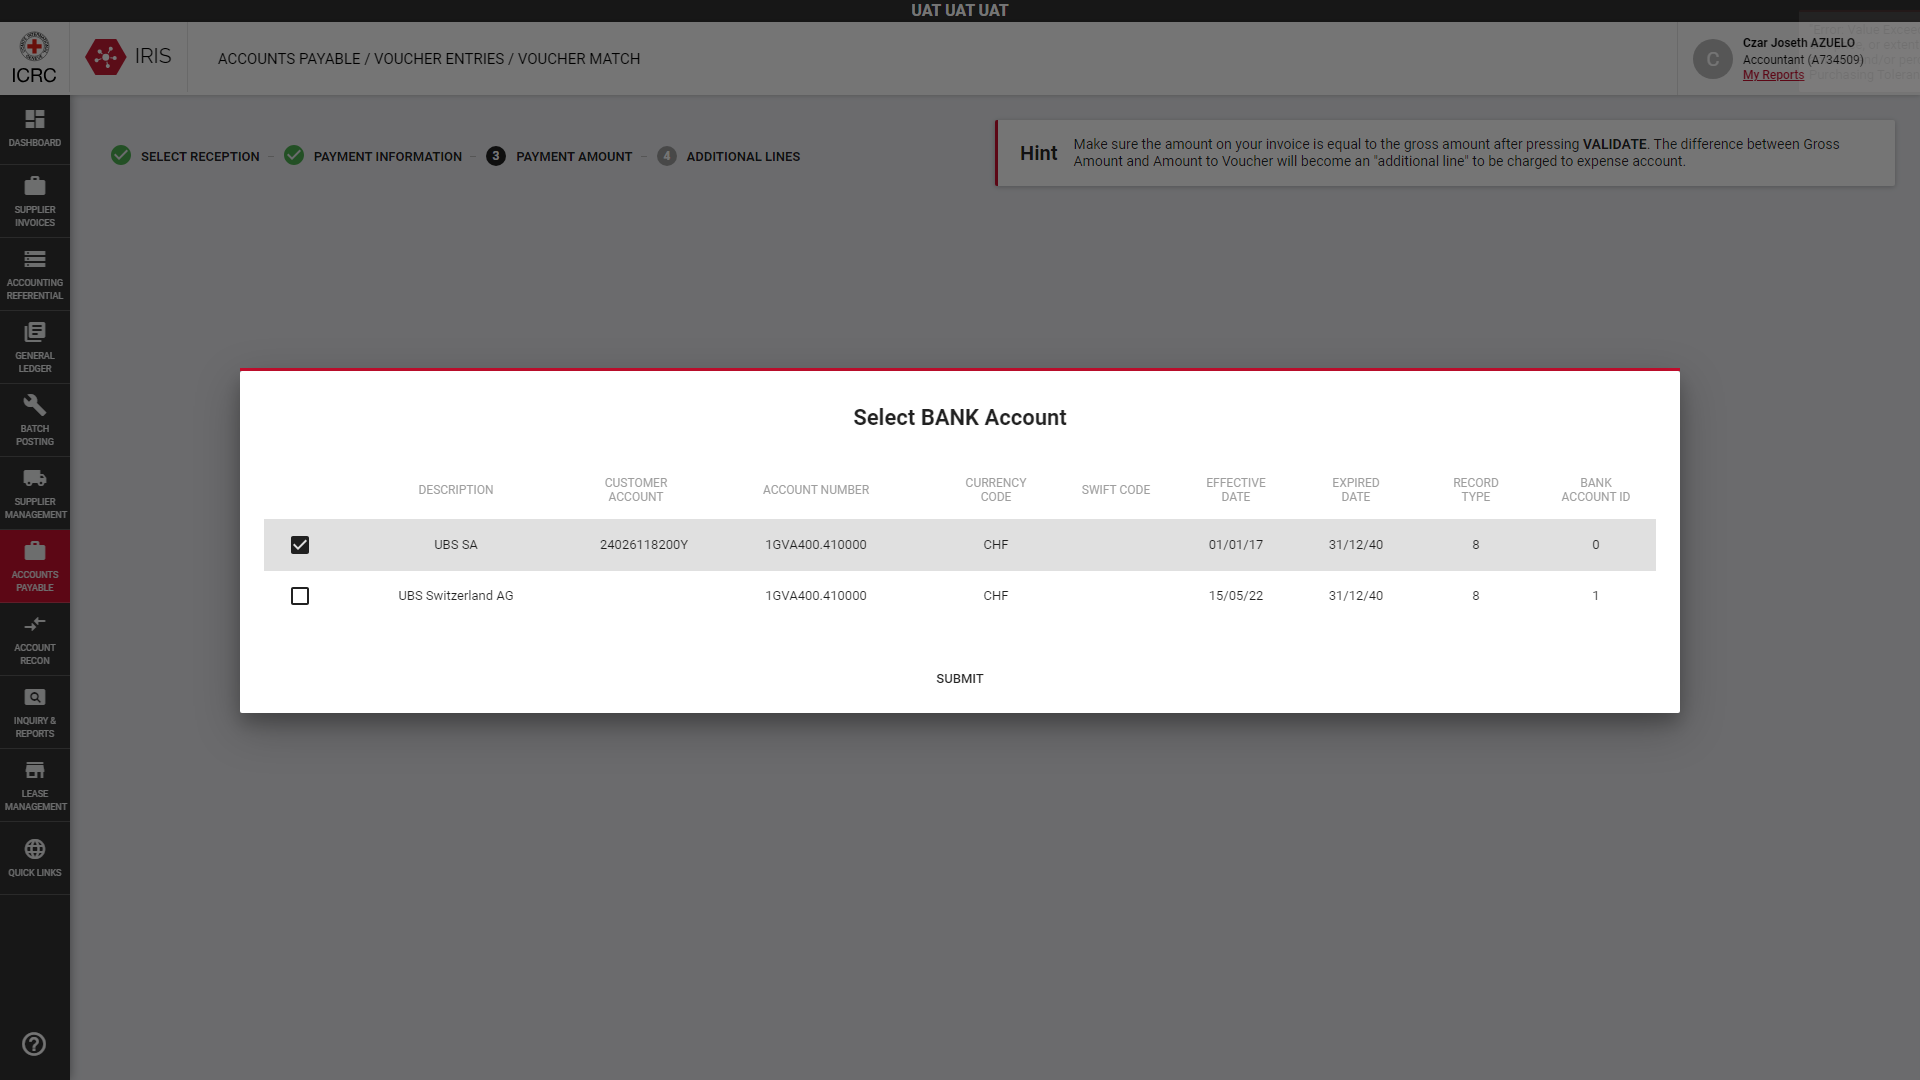 UAT UAT UAT
ICRC
IRIS
ACCOUNTS PAYABLE / VOUCHER ENTRIES / VOUCHER MATCH
C
Czar Joseth AZUELO
Accountant (A734509)
My Reports
DASHBOARD
SUPPLIER
INVOICES
ACCOUNTING
REFERENTIAL
GENERAL
LEDGER
BATCH
POSTING
SUPPLIER
MANAGEMENT
ACCOUNTS
PAYABLE
ACCOUNT
RECON
INQUIRY &
REPORTS
LEASE
MANAGEMENT
QUICK LINKS
SELECT RECEPTION – PAYMENT INFORMATION – 3 PAYMENT AMOUNT – 4 ADDITIONAL LINES
Hint
Make sure the amount on your invoice is equal to the gross amount after pressing VALIDATE. The difference between Gross
Amount and Amount to Voucher will become an "additional line" to be charged to expense account.
Select BANK Account
DESCRIPTION CUSTOMER ACCOUNT ACCOUNT NUMBER CURRENCY CODE SWIFT CODE EFFECTIVE DATE EXPIRED DATE RECORD TYPE BANK ACCOUNT ID
UBS SA 24026118200Y 1GVA400.410000 CHF 01/01/17 31/12/40 8 0
UBS Switzerland AG 1GVA400.410000 CHF 15/05/22 31/12/40 8 1
SUBMIT